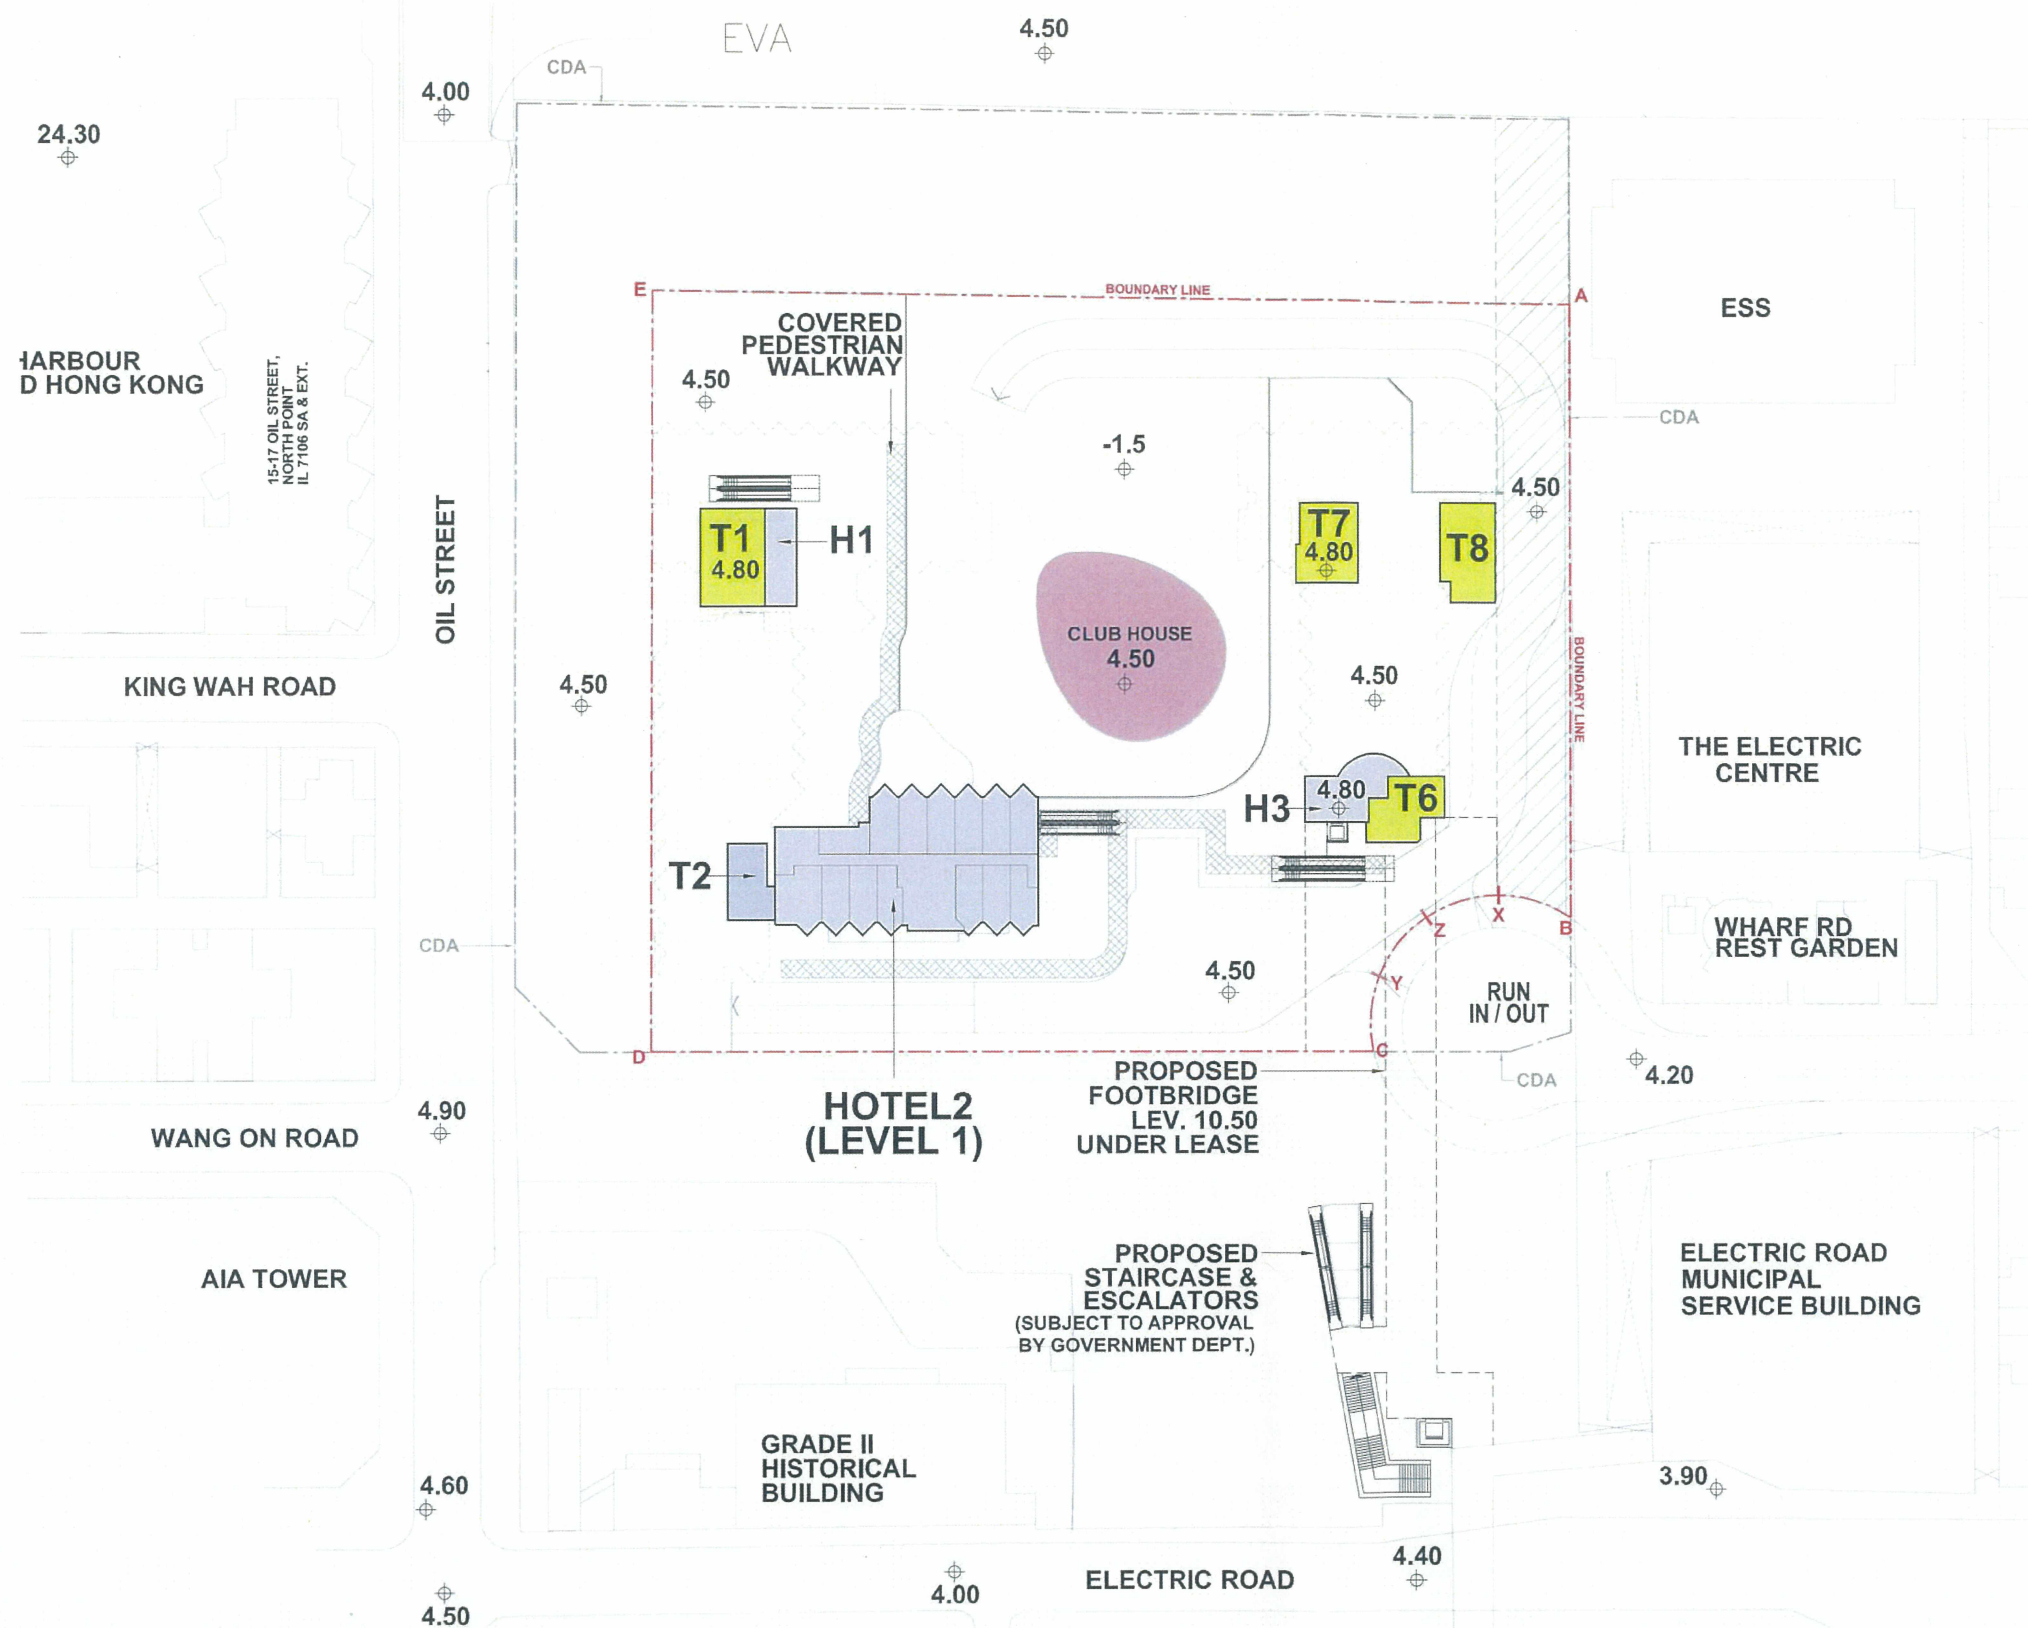 EVA
4.50
CDA
4.00
24.30
E
BOUNDARY LINE
A
COVERED
PEDESTRIAN
WALKWAY
ESS
HARBOUR
D HONG KONG
15-17 OIL STREET,
NORTH POINT
IL 7106 SA & EXT.
4.50
CDA
-1.5
4.50
OIL STREET
T1
4.80
H1
T7
4.80
T8
CLUB HOUSE
4.50
BOUNDARY LINE
KING WAH ROAD
4.50
4.50
THE ELECTRIC
CENTRE
H3
4.80
T6
T2
X
Z
B
WHARF RD
REST GARDEN
CDA
4.50
Y
RUN
IN / OUT
D
C
PROPOSED
FOOTBRIDGE
LEV. 10.50
UNDER LEASE
CDA
4.20
HOTEL2
(LEVEL 1)
4.90
WANG ON ROAD
AIA TOWER
PROPOSED
STAIRCASE &
ESCALATORS
(SUBJECT TO APPROVAL
BY GOVERNMENT DEPT.)
ELECTRIC ROAD
MUNICIPAL
SERVICE BUILDING
GRADE II
HISTORICAL
BUILDING
4.60
3.90
4.40
ELECTRIC ROAD
4.00
4.50